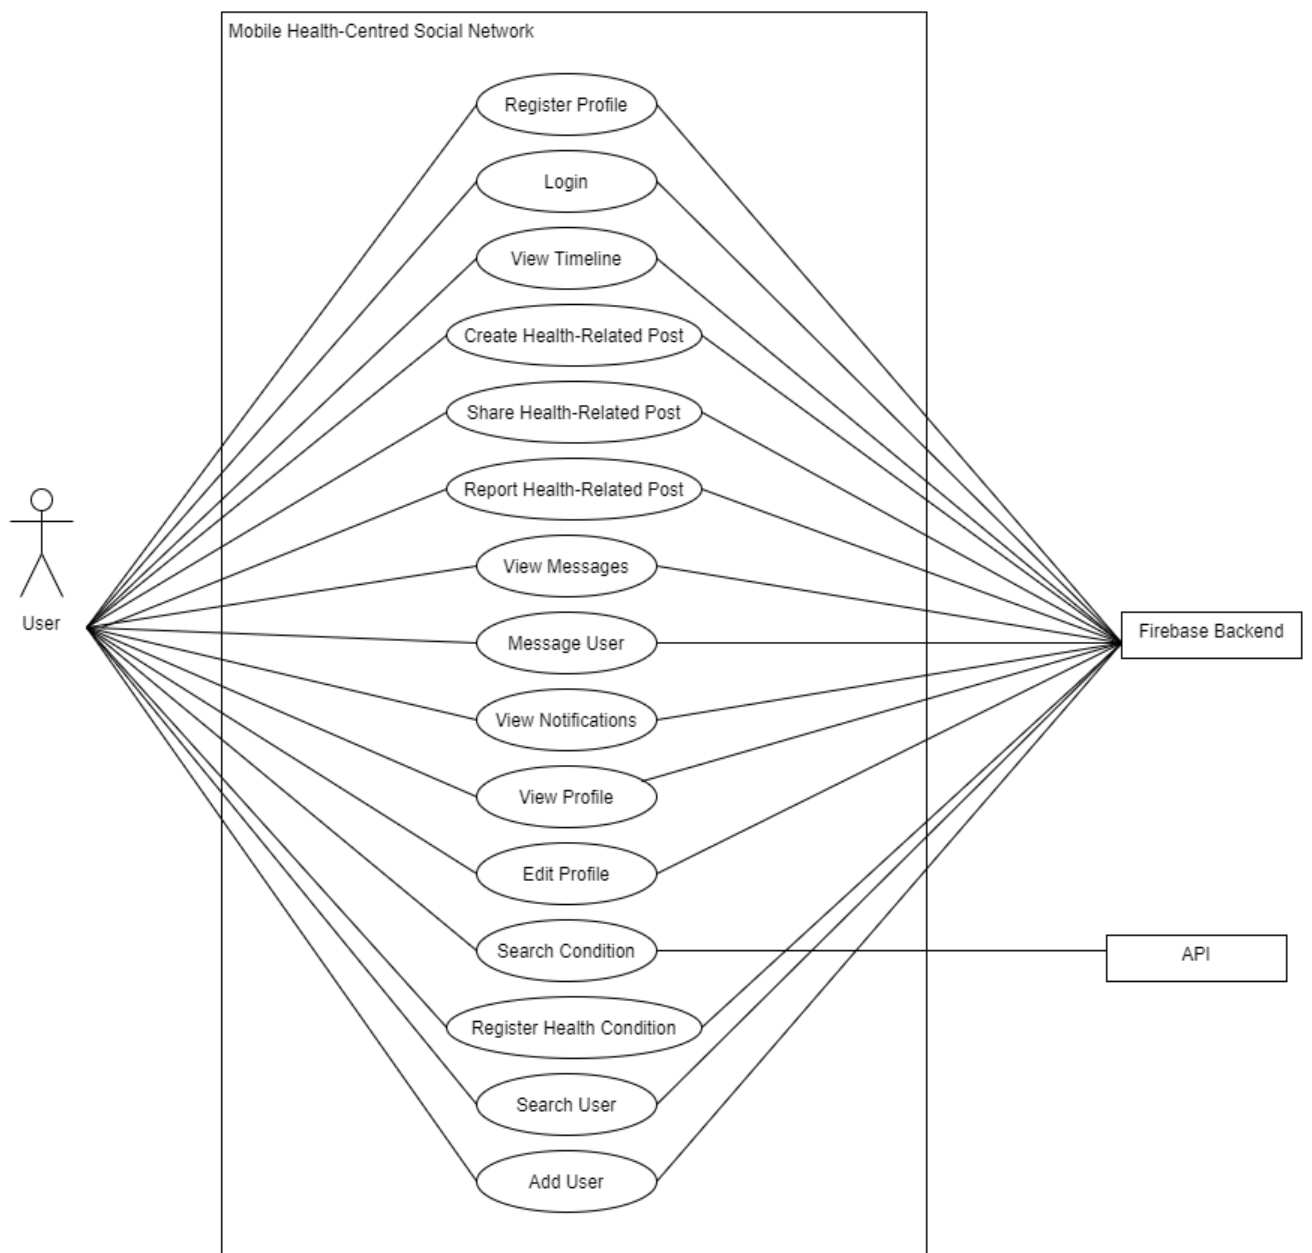 Mobile Health-Centred Social Network
Register Profile
Login
View Timeline
Create Health-Related Post
Share Health-Related Post
Report Health-Related Post
View Messages
User
Message User
Firebase Backend
View Notifications
View Profile
Edit Profile
Search Condition
API
Register Health Condition
Search User
Add User